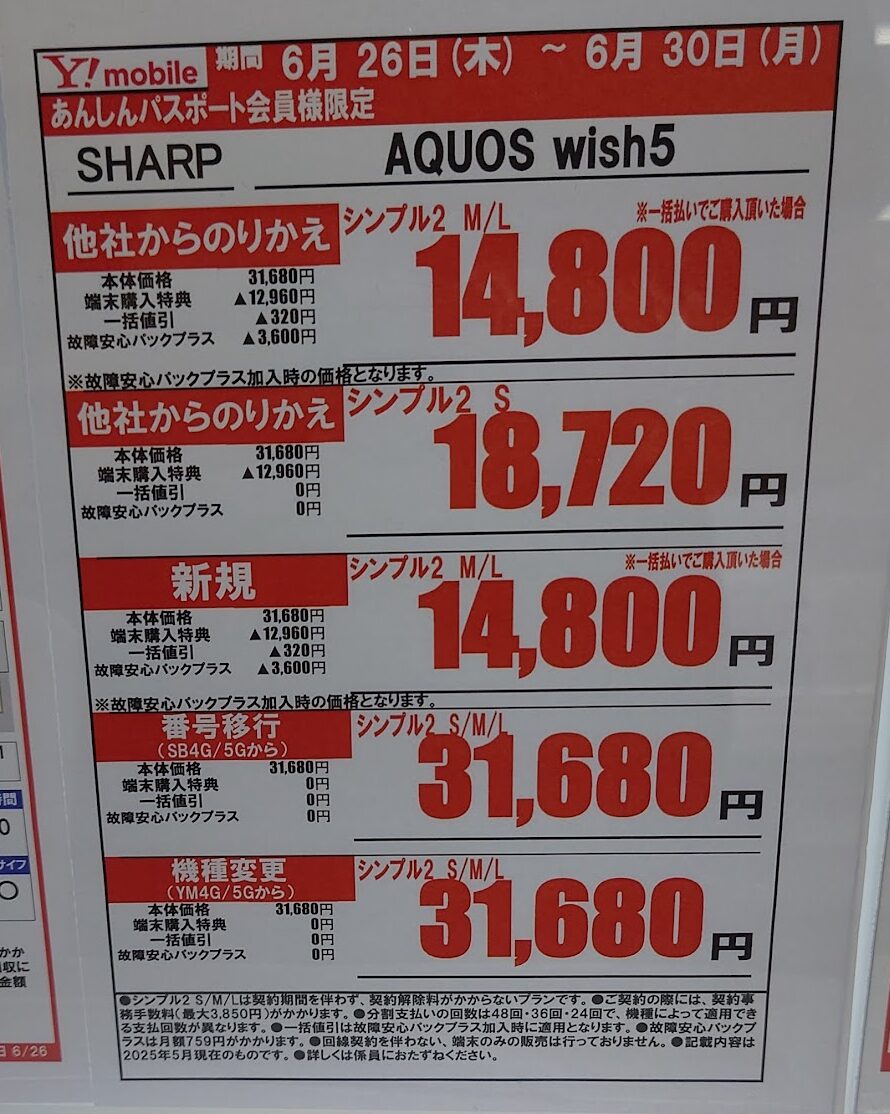 Y! mobile 期間 6月 26日(木) ~ 6月 30日(月)
あんしんパスポート会員様限定
SHARP AQUOS wish5
他社からのりかえ シンプル2 M/L ※一括払いでご購入頂いた場合
14,800円
本体価格 31,680円
端末購入特典 ▲12,960円
一括値引 ▲320円
故障安心パックプラス ▲3,600円
※故障安心パックプラス加入時の価格となります。
他社からのりかえ シンプル2 S
18,720円
本体価格 31,680円
端末購入特典 ▲12,960円
一括値引 0円
故障安心パックプラス 0円
新規 シンプル2 M/L ※一括払いでご購入頂いた場合
14,800円
本体価格 31,680円
端末購入特典 ▲12,960円
一括値引 ▲320円
故障安心パックプラス ▲3,600円
※故障安心パックプラス加入時の価格となります。
番号移行 シンプル2 S/M/L
(SB4G/5Gから)
31,680円
本体価格 31,680円
端末購入特典 0円
一括値引 0円
故障安心パックプラス 0円
機種変更 シンプル2 S/M/L
(YM4G/5Gから)
31,680円
本体価格 31,680円
端末購入特典 0円
一括値引 0円
故障安心パックプラス 0円
●シンプル2 S/M/Lは契約期間を伴わず、契約解除料がかからないプランです。●ご契約の際には、契約事
務手数料(最大3,850円)がかかります。●分割支払いの回数は48回・36回・24回で、機種によって適用でき
る支払回数が異なります。●一括値引は故障安心パックプラス加入時に適用となります。●故障安心パックプ
ラスは月額759円がかかります。●回線契約を伴わない、端末のみの販売は行っておりません。●記載内容は
2025年5月現在のものです。●詳しくは係員におたずねください。
時間
サイフ
かか
収に
金額
日 6/26